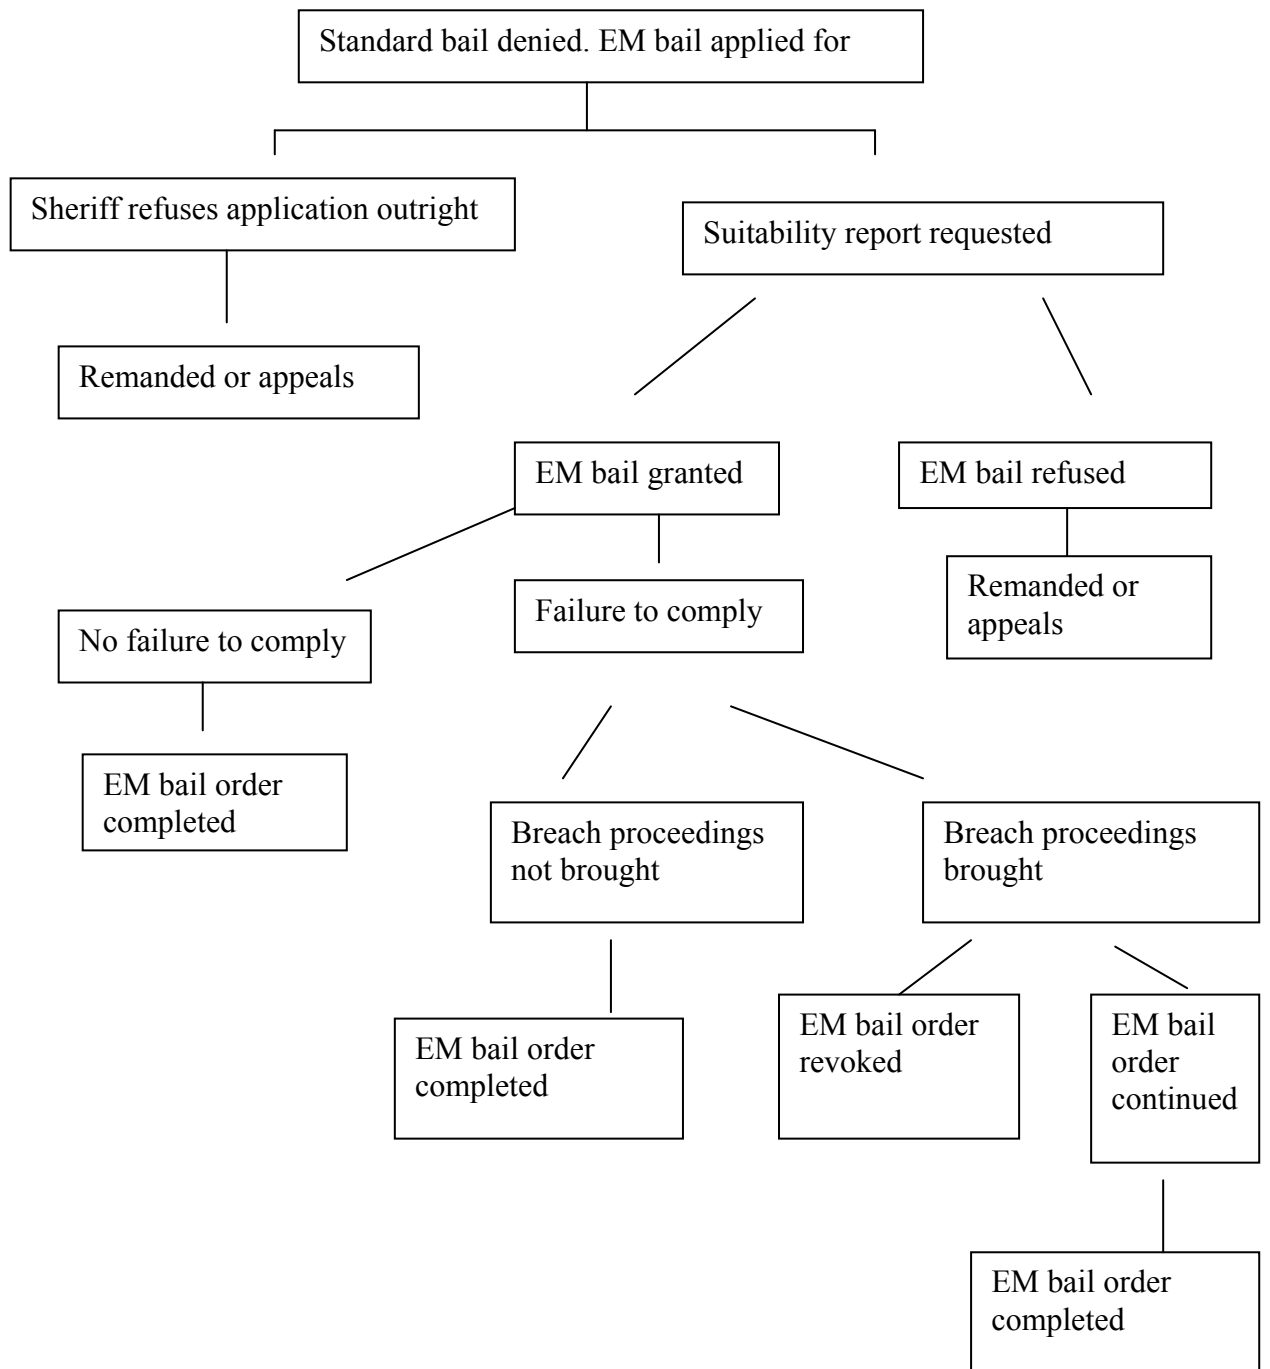 Standard bail denied. EM bail applied for
Sheriff refuses application outright
Suitability report requested
Remanded or appeals
EM bail granted
EM bail refused
No failure to comply
Failure to comply
Remanded or
appeals
EM bail order
completed
Breach proceedings
not brought
Breach proceedings
brought
EM bail order
completed
EM bail order
revoked
EM bail
order
continued
EM bail order
completed